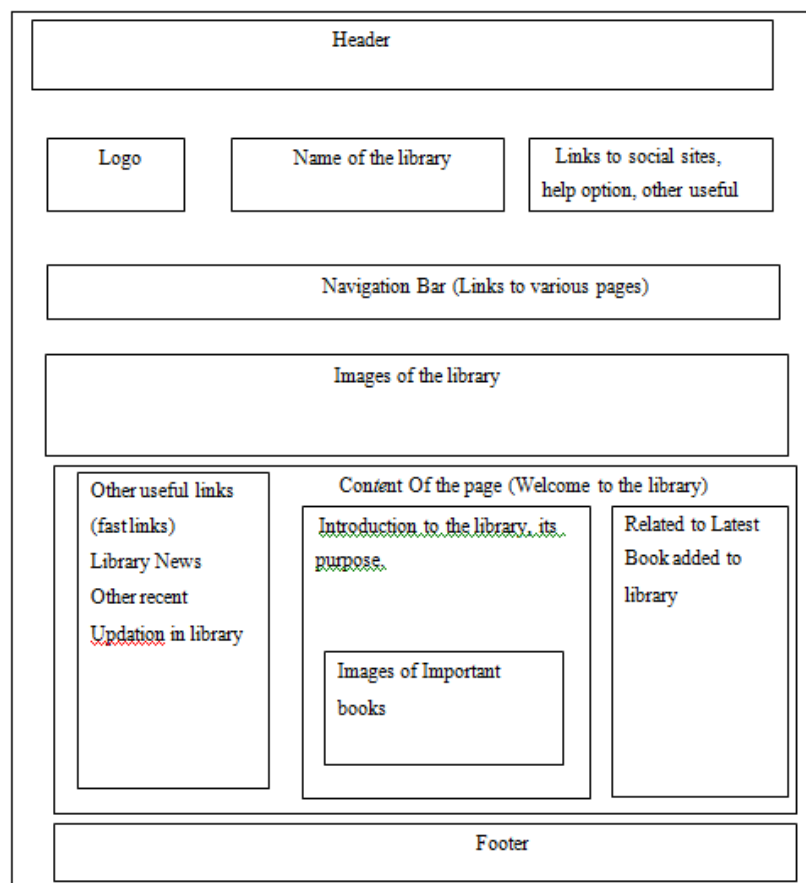 Header
Logo
Name of the library
Links to social sites,
help option, other useful
Navigation Bar (Links to various pages)
Images of the library
Content Of the page (Welcome to the library)
Other useful links
(fast links)
Library News
Other recent
Updation in library
Introduction to the library, its
purpose.
Images of Important
books
Related to Latest
Book added to
library
Footer